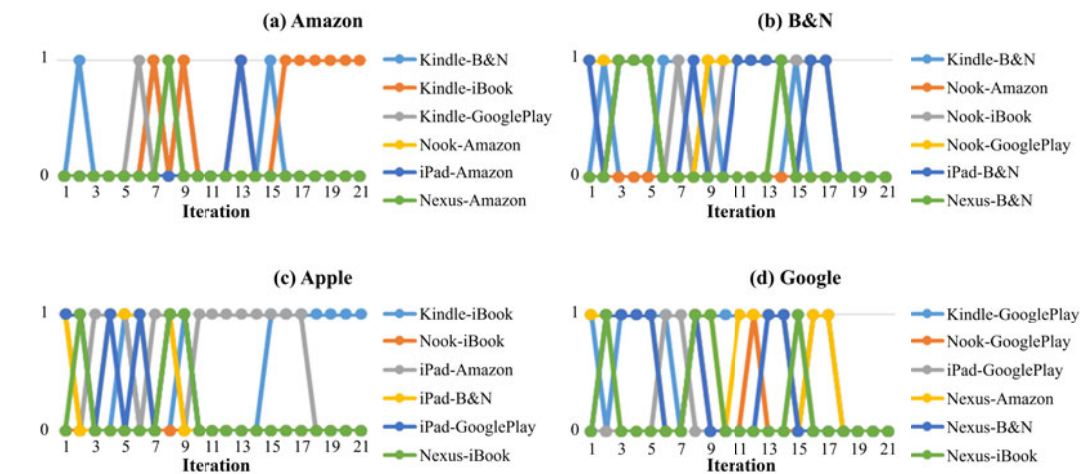 (a) Amazon
1
0
1 3 5 7 9 11 13 15 17 19 21
Iteration
Kindle-B&N
Kindle-iBook
Kindle-GooglePlay
Nook-Amazon
iPad-Amazon
Nexus-Amazon
(b) B&N
1
0
1 3 5 7 9 11 13 15 17 19 21
Iteration
Kindle-B&N
Nook-Amazon
Nook-iBook
Nook-GooglePlay
iPad-B&N
Nexus-B&N
(c) Apple
1
0
1 3 5 7 9 11 13 15 17 19 21
Iteration
Kindle-iBook
Nook-iBook
iPad-Amazon
iPad-B&N
iPad-GooglePlay
Nexus-iBook
(d) Google
1
0
1 3 5 7 9 11 13 15 17 19 21
Iteration
Kindle-GooglePlay
Nook-GooglePlay
iPad-GooglePlay
Nexus-Amazon
Nexus-B&N
Nexus-iBook